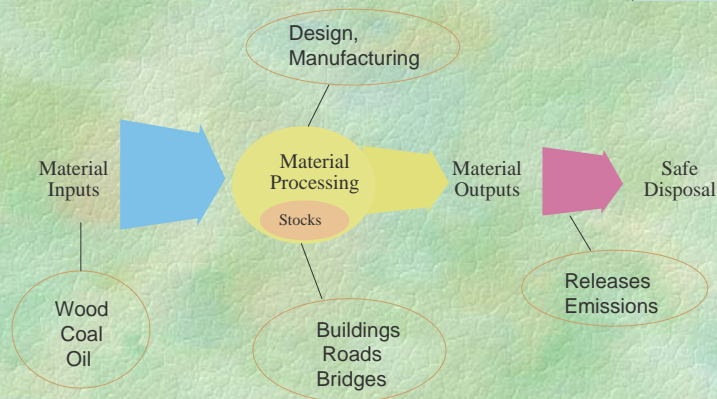 Design,
Manufacturing
Material
Inputs
Material
Processing
Stocks
Material
Outputs
Safe
Disposal
Wood
Coal
Oil
Buildings
Roads
Bridges
Releases
Emissions